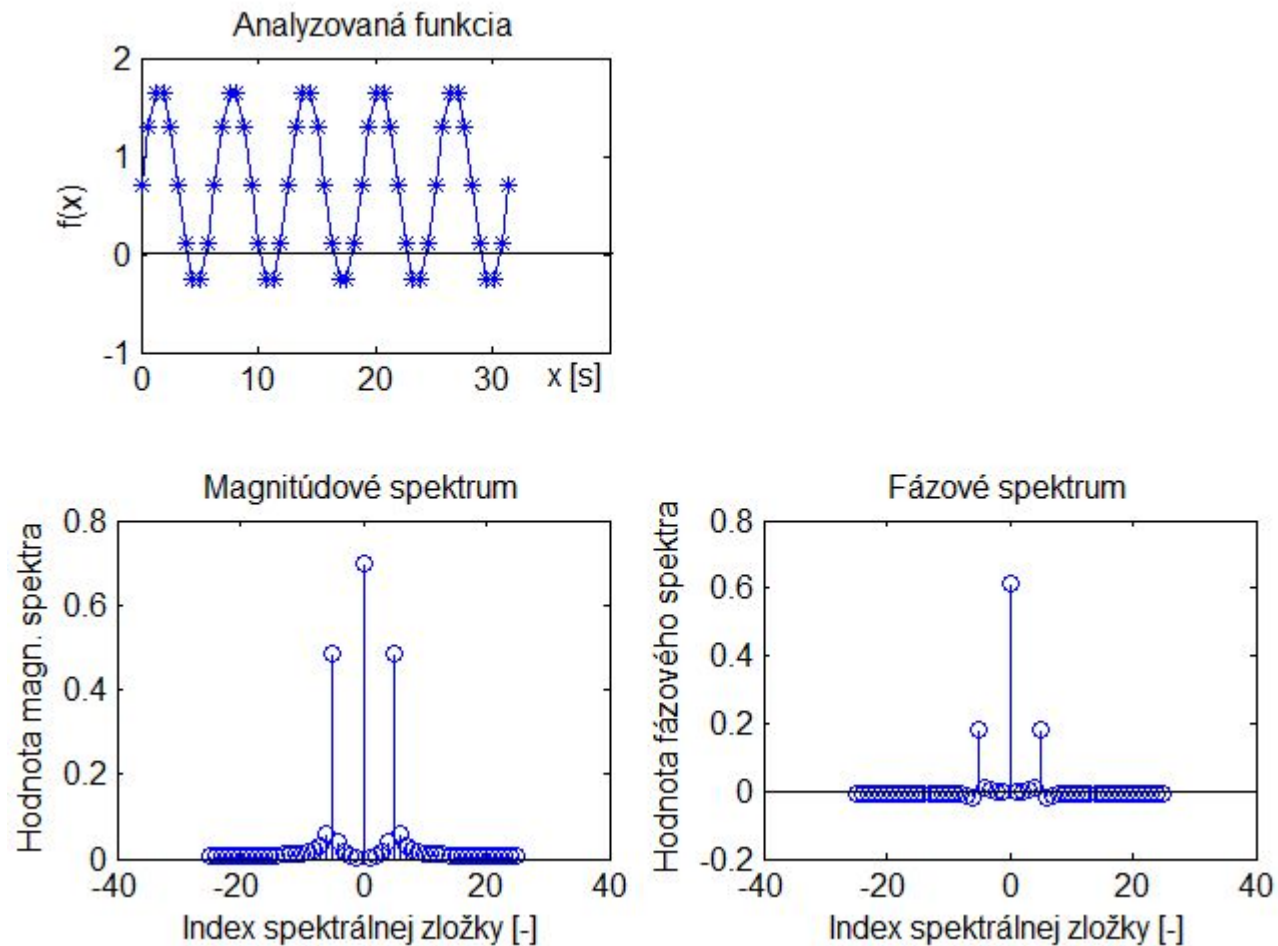 Analyzovaná funkcia
f(x)
2
1
0
-1
0 10 20 30 x [s]
Magnitúdové spektrum
Hodnota magn. spektra
0.8
0.6
0.4
0.2
0
-40 -20 0 20 40
Index spektrálnej zložky [-]
Fázové spektrum
Hodnota fázového spektra
0.8
0.6
0.4
0.2
0
-0.2
-40 -20 0 20 40
Index spektrálnej zložky [-]